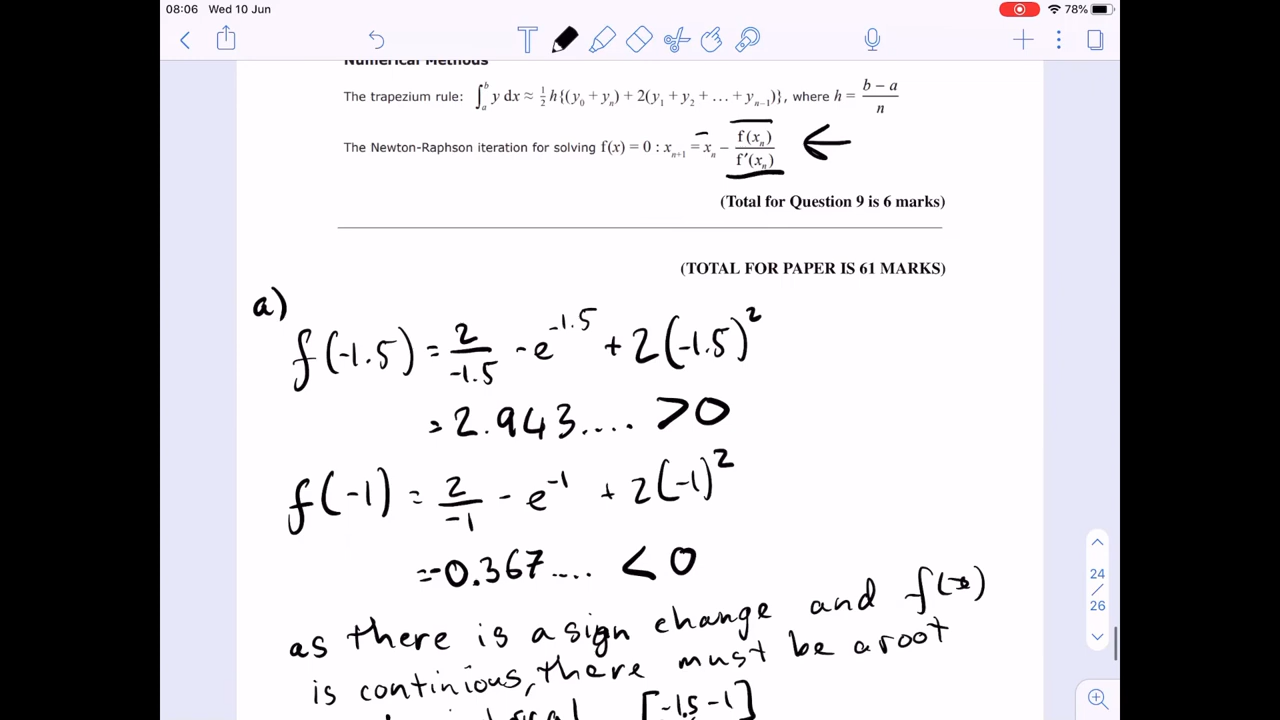 08:06 Wed 10 Jun
78%
Numerical Methods
The trapezium rule: ∫ₐᵇ y dx ≈ ½ h{(y₀ + yₙ) + 2(y₁ + y₂ + … + yₙ₋₁)}, where h = (b − a)/n
The Newton-Raphson iteration for solving f(x) = 0 : xₙ₊₁ = xₙ − f(xₙ)/f′(xₙ) ←
(Total for Question 9 is 6 marks)
(TOTAL FOR PAPER IS 61 MARKS)
a)
f(-1.5) = 2/-1.5 - e^-1.5 + 2(-1.5)²
= 2.943.... >0
f(-1) = 2/-1 - e^-1 + 2(-1)²
=-0.367.... < 0
as there is a sign change and f(x)
is continious, there must be a root
[-1.5 -1]
24
/
26